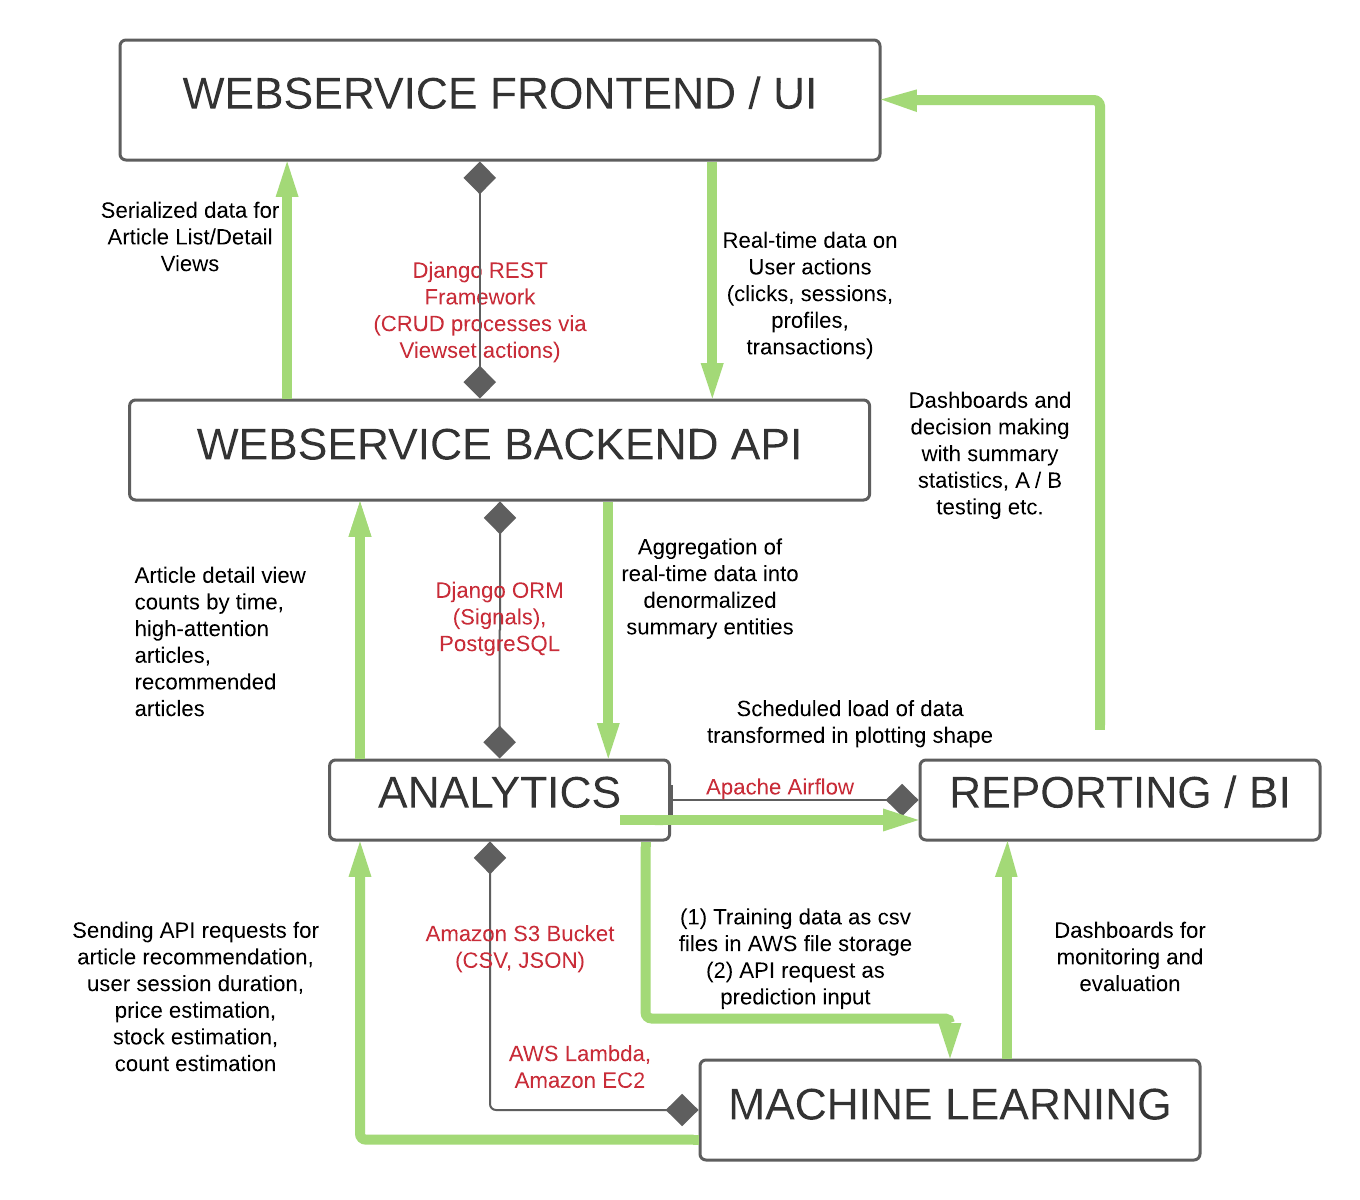 WEBSERVICE FRONTEND / UI
Serialized data for
Article List/Detail
Views
Django REST
Framework
(CRUD processes via
Viewset actions)
Real-time data on
User actions
(clicks, sessions,
profiles,
transactions)
WEBSERVICE BACKEND API
Dashboards and
decision making
with summary
statistics, A / B
testing etc.
Article detail view
counts by time,
high-attention
articles,
recommended
articles
Django ORM
(Signals),
PostgreSQL
Aggregation of
real-time data into
denormalized
summary entities
Scheduled load of data
transformed in plotting shape
ANALYTICS
Apache Airflow
REPORTING / BI
Sending API requests for
article recommendation,
user session duration,
price estimation,
stock estimation,
count estimation
Amazon S3 Bucket
(CSV, JSON)
(1) Training data as csv
files in AWS file storage
(2) API request as
prediction input
Dashboards for
monitoring and
evaluation
AWS Lambda,
Amazon EC2
MACHINE LEARNING